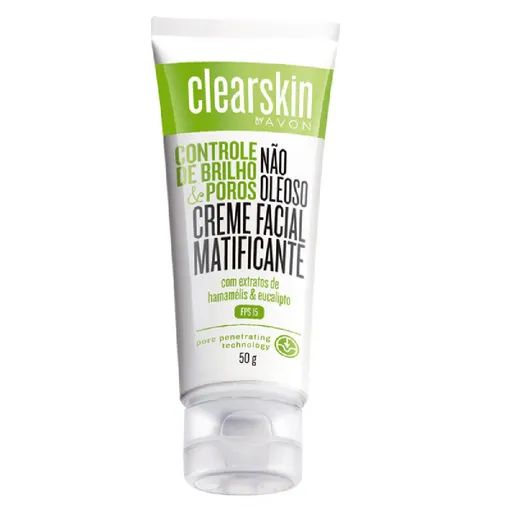 clearskin
BY AVON
CONTROLE
DE BRILHO
& POROS
NÃO
OLEOSO
CREME FACIAL
MATIFICANTE
com extratos de
hamamélis & eucalipto
FPS 15
pore penetrating
technology
50 g